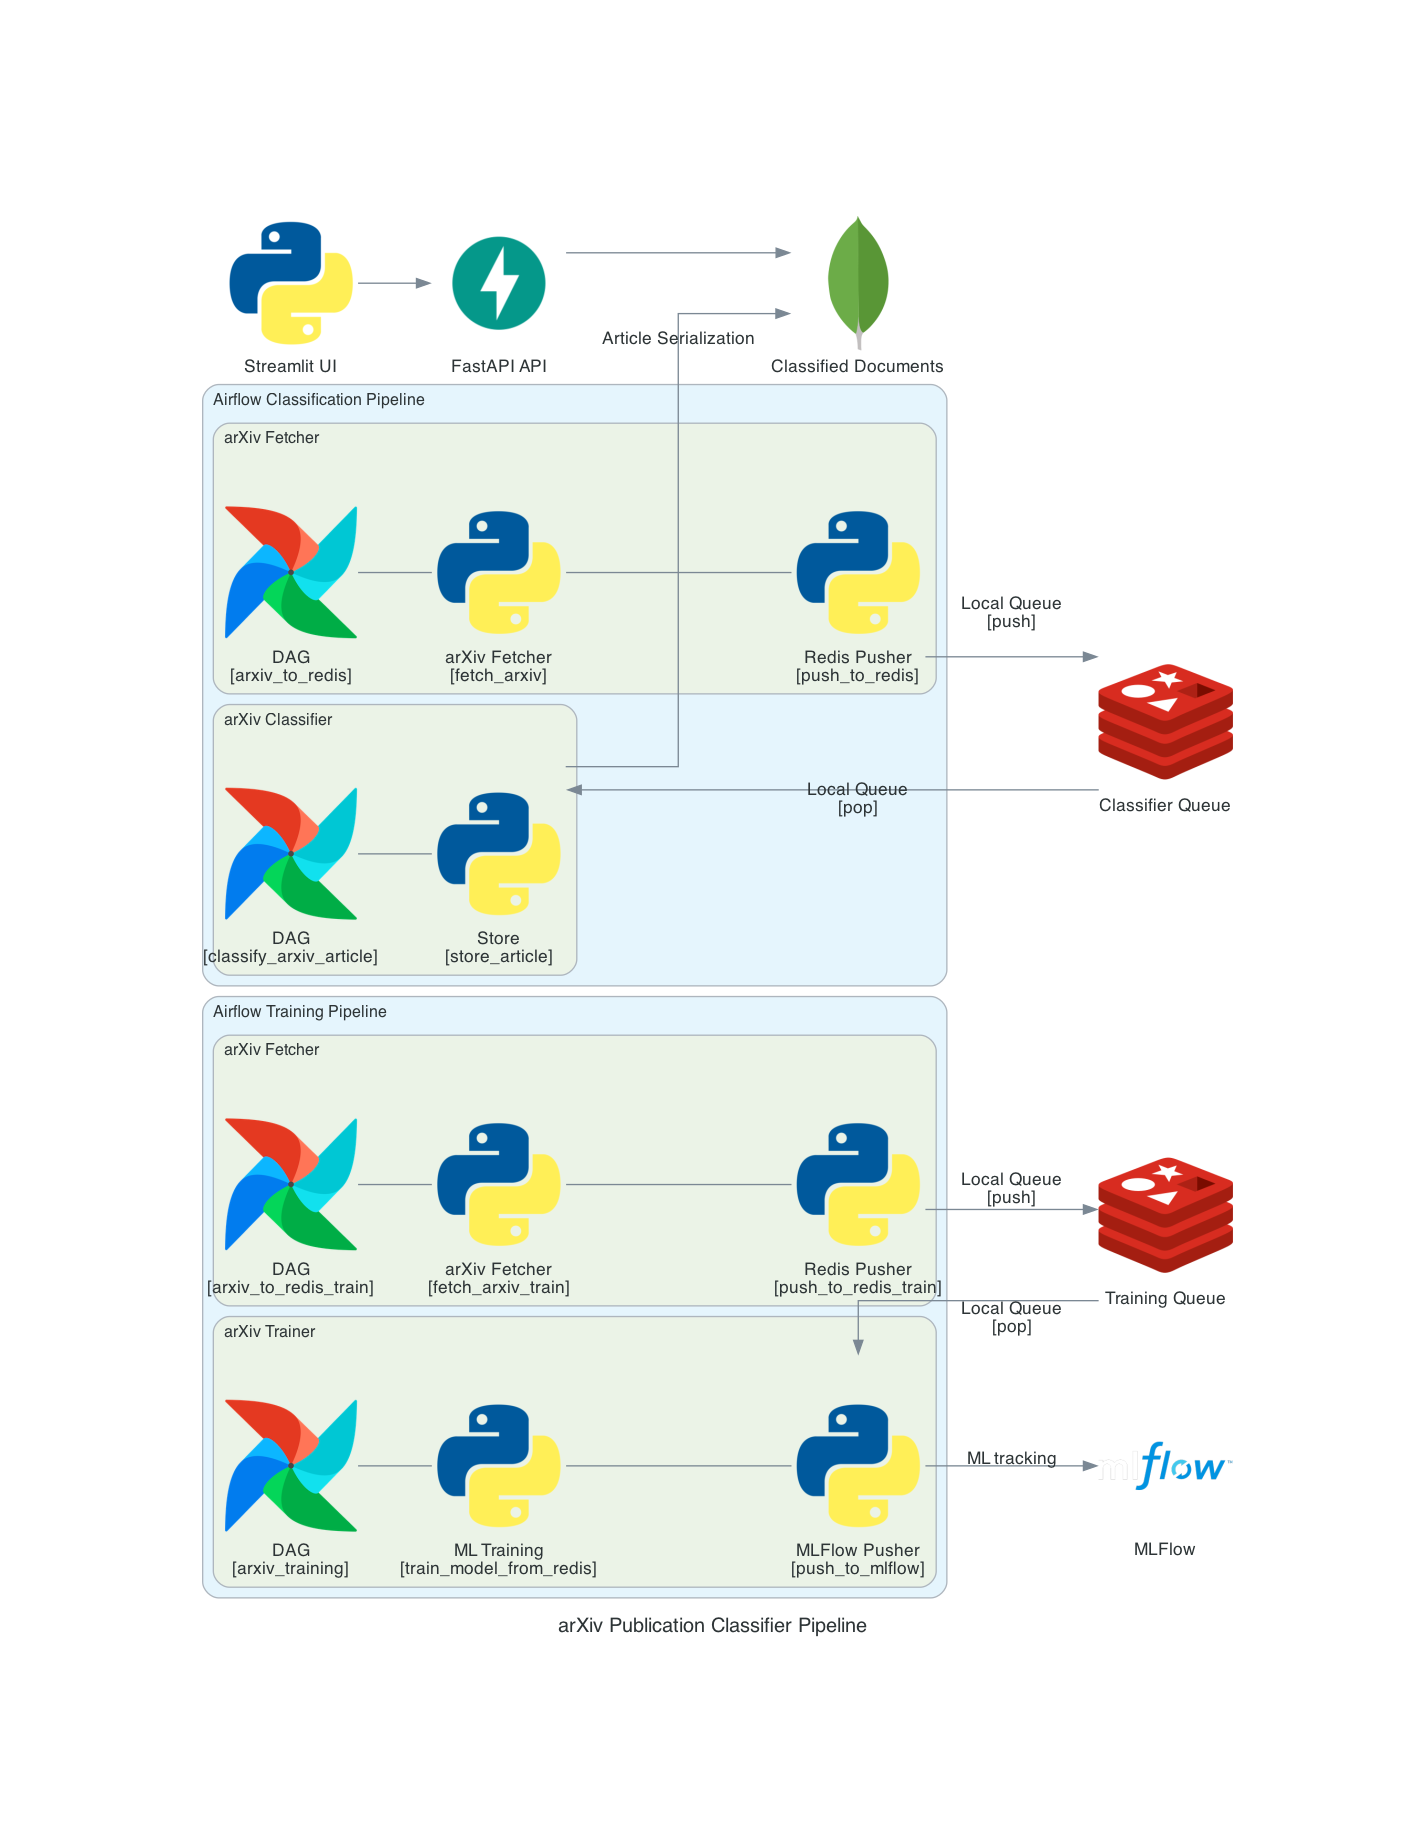 Article Serialization
Streamlit UI
FastAPI API
Classified Documents
Airflow Classification Pipeline
arXiv Fetcher
DAG
[arxiv_to_redis]
arXiv Fetcher
[fetch_arxiv]
Redis Pusher
[push_to_redis]
Local Queue
[push]
arXiv Classifier
Local Queue
[pop]
Classifier Queue
DAG
[classify_arxiv_article]
Store
[store_article]
Airflow Training Pipeline
arXiv Fetcher
Local Queue
[push]
DAG
[arxiv_to_redis_train]
arXiv Fetcher
[fetch_arxiv_train]
Redis Pusher
[push_to_redis_train]
Training Queue
Local Queue
[pop]
arXiv Trainer
ML tracking
mlflow™
DAG
[arxiv_training]
ML Training
[train_model_from_redis]
MLFlow Pusher
[push_to_mlflow]
MLFlow
arXiv Publication Classifier Pipeline